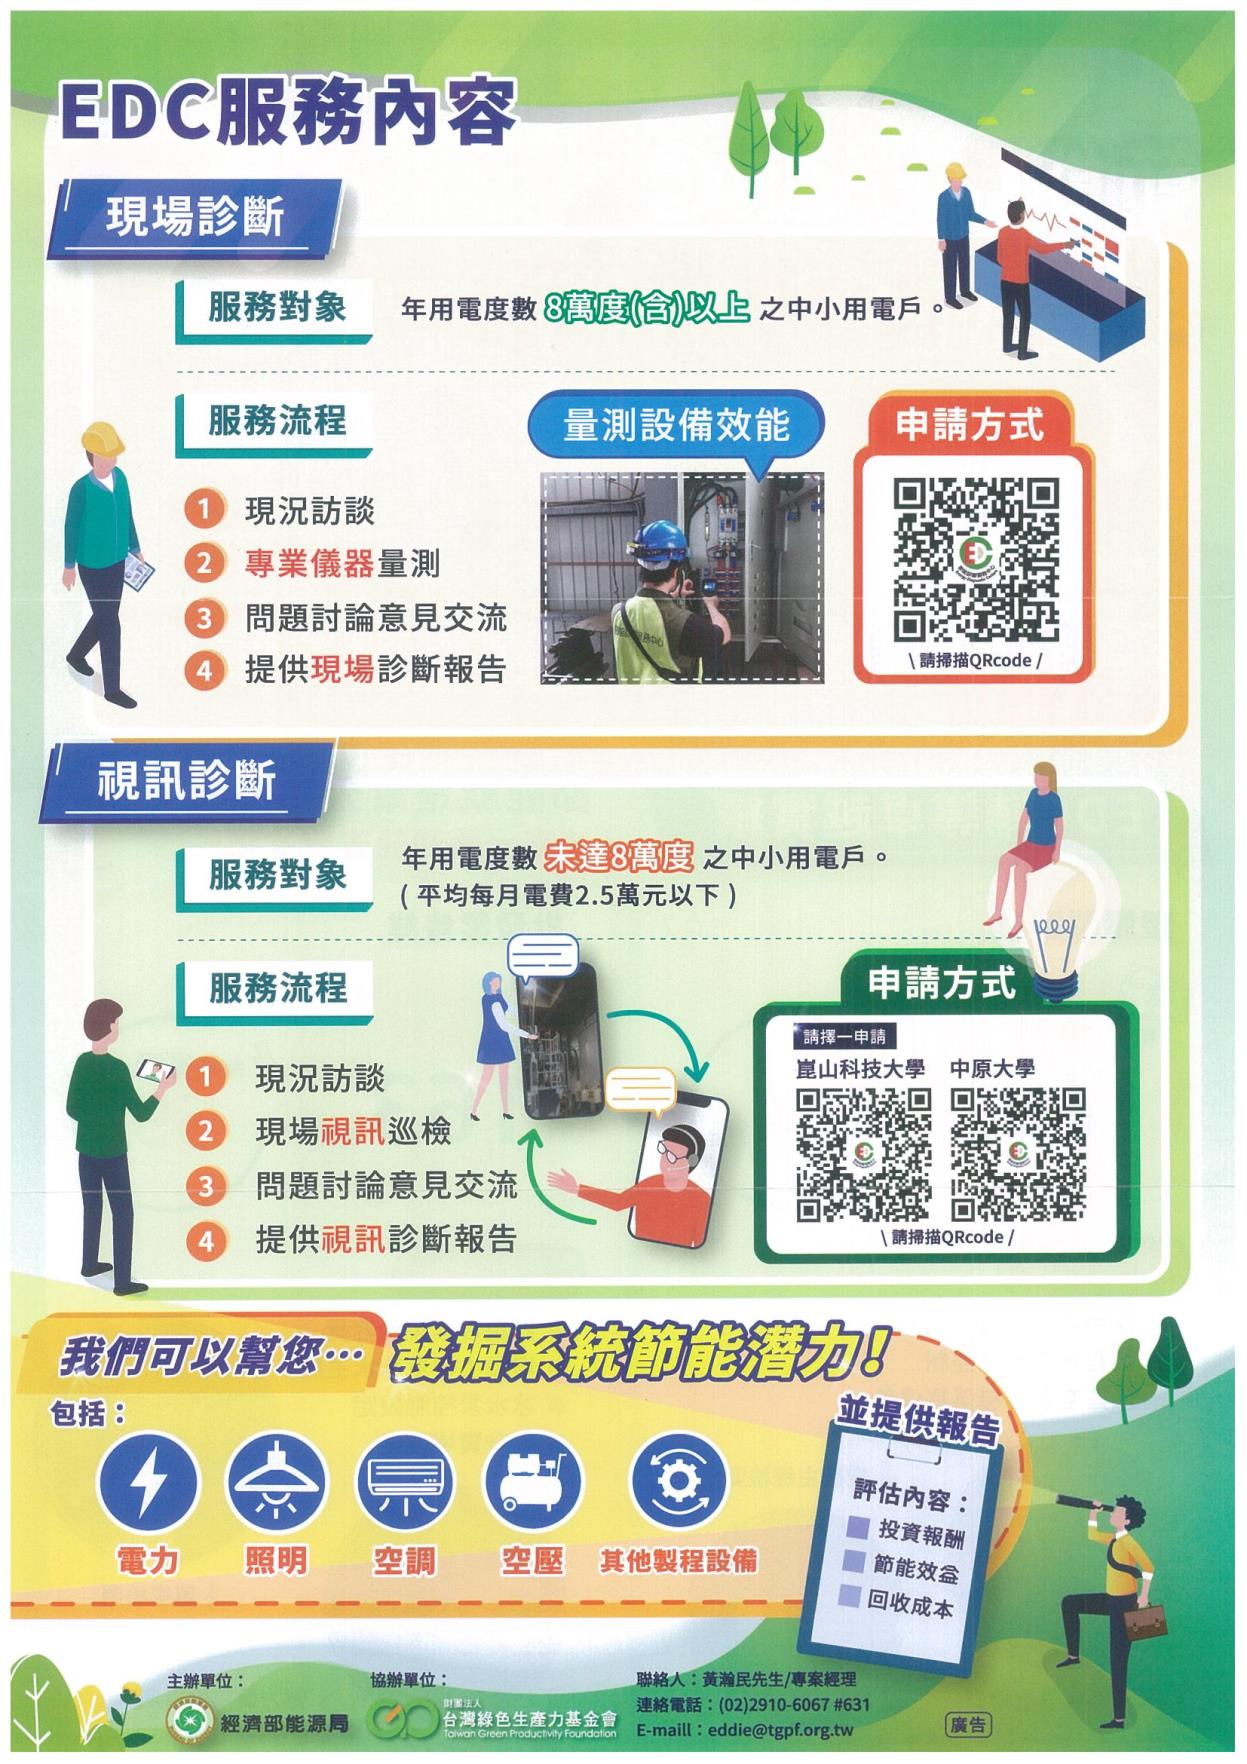 EDC服務內容
現場診斷
服務對象
年用電度數 8萬度(含)以上 之中小用電戶。
服務流程
1 現況訪談
2 專業儀器量測
3 問題討論意見交流
4 提供現場診斷報告
量測設備效能
申請方式
\ 請掃描QRcode /
視訊診斷
服務對象
年用電度數 未達8萬度 之中小用電戶。
( 平均每月電費2.5萬元以下 )
服務流程
1 現況訪談
2 現場視訊巡檢
3 問題討論意見交流
4 提供視訊診斷報告
申請方式
請擇一申請
崑山科技大學 中原大學
\ 請掃描QRcode /
我們可以幫您… 發掘系統節能潛力!
包括：
電力
照明
空調
空壓
其他製程設備
並提供報告
評估內容：
投資報酬
節能效益
回收成本
主辦單位：
經濟部能源局
協辦單位：
財團法人
台灣綠色生產力基金會
Taiwan Green Productivity Foundation
聯絡人：黃瀚民先生/專案經理
連絡電話：(02)2910-6067 #631
E-maill：eddie@tgpf.org.tw
廣告